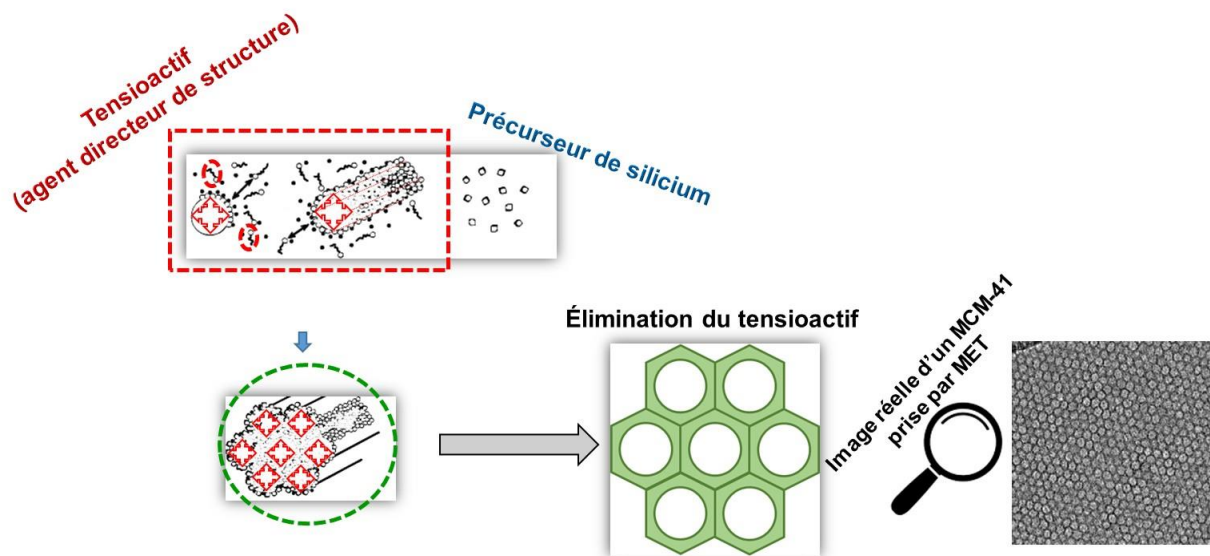 Tensioactif
(agent directeur de structure)
Précurseur de silicium
Élimination du tensioactif
Image réelle d'un MCM-41
prise par MET